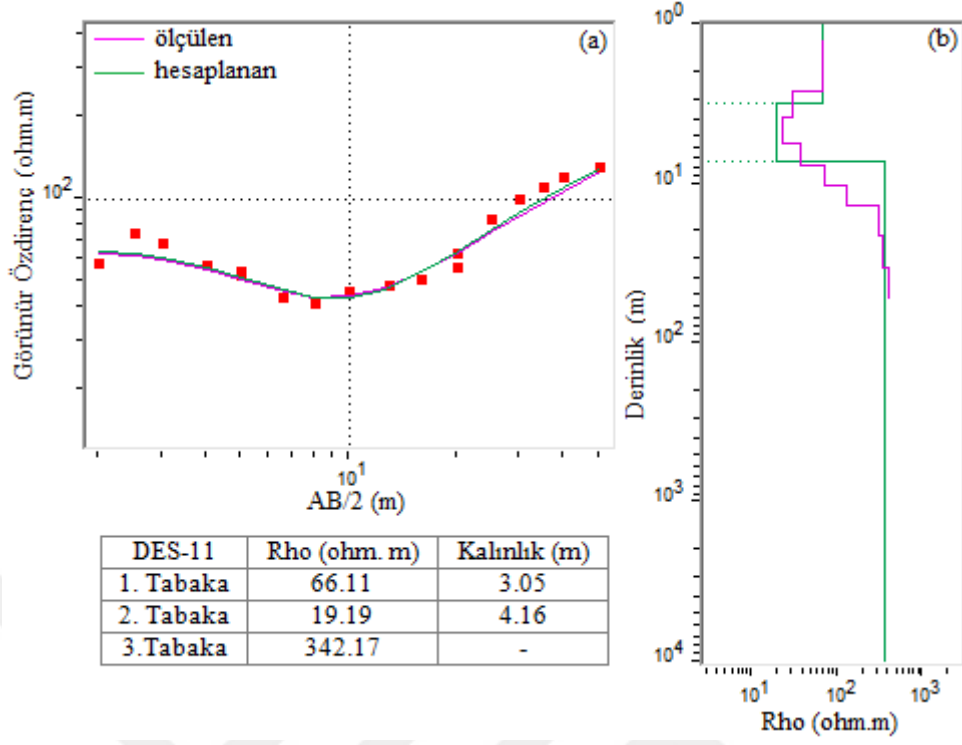 ölçülen
hesaplanan
(a)
Görünür Özdirenç (ohm.m)
10²
10¹
AB/2 (m)
(b)
Derinlik (m)
10⁰
10¹
10²
10³
10⁴
10¹ 10² 10³
Rho (ohm.m)
DES-11 Rho (ohm. m) Kalınlık (m)
1. Tabaka 66.11 3.05
2. Tabaka 19.19 4.16
3.Tabaka 342.17 -